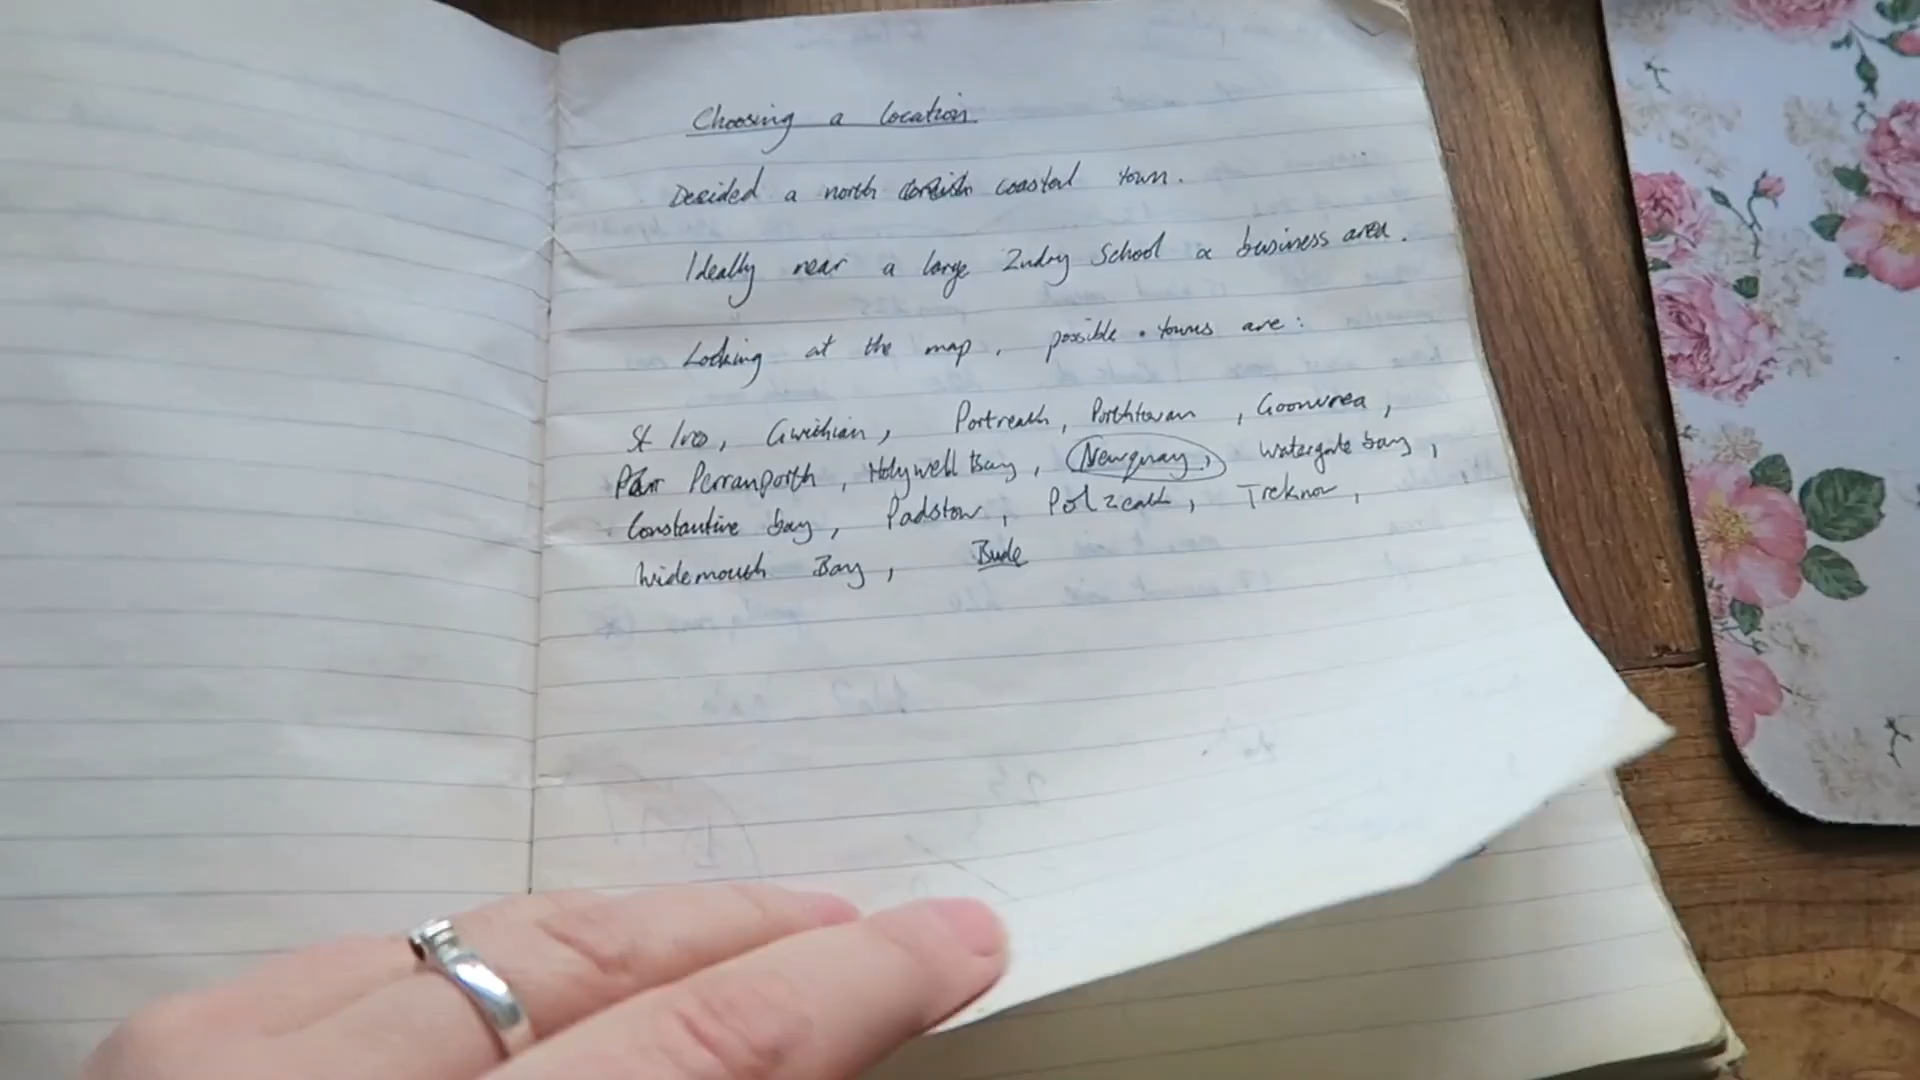 Choosing a location.
Decided a north cornish coastal town.
Ideally near a large 2ndry School & business area.
Looking at the map, possible towns are:
St Ives, Gwithian, Portreath, Porthtowan, Goonvrea,
Perranporth, Holywell Bay, Newquay, Watergate bay,
Constantine bay, Padstow, Polzeath, Treknow,
Widemouth Bay, Bude